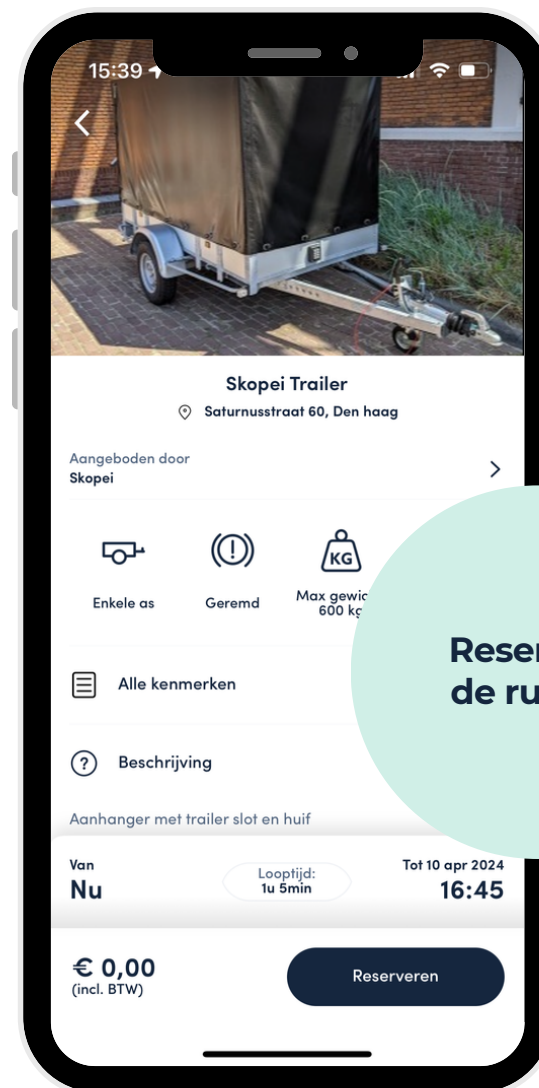 15:39
Skopei Trailer
Saturnusstraat 60, Den haag
Aangeboden door
Skopei
KG
Enkele as
Geremd
Max gewic
600 kg
Reser
de ru
Alle kenmerken
Beschrijving
Aanhanger met trailer slot en huif
Van
Nu
Looptijd:
1u 5min
Tot 10 apr 2024
16:45
€ 0,00
(incl. BTW)
Reserveren